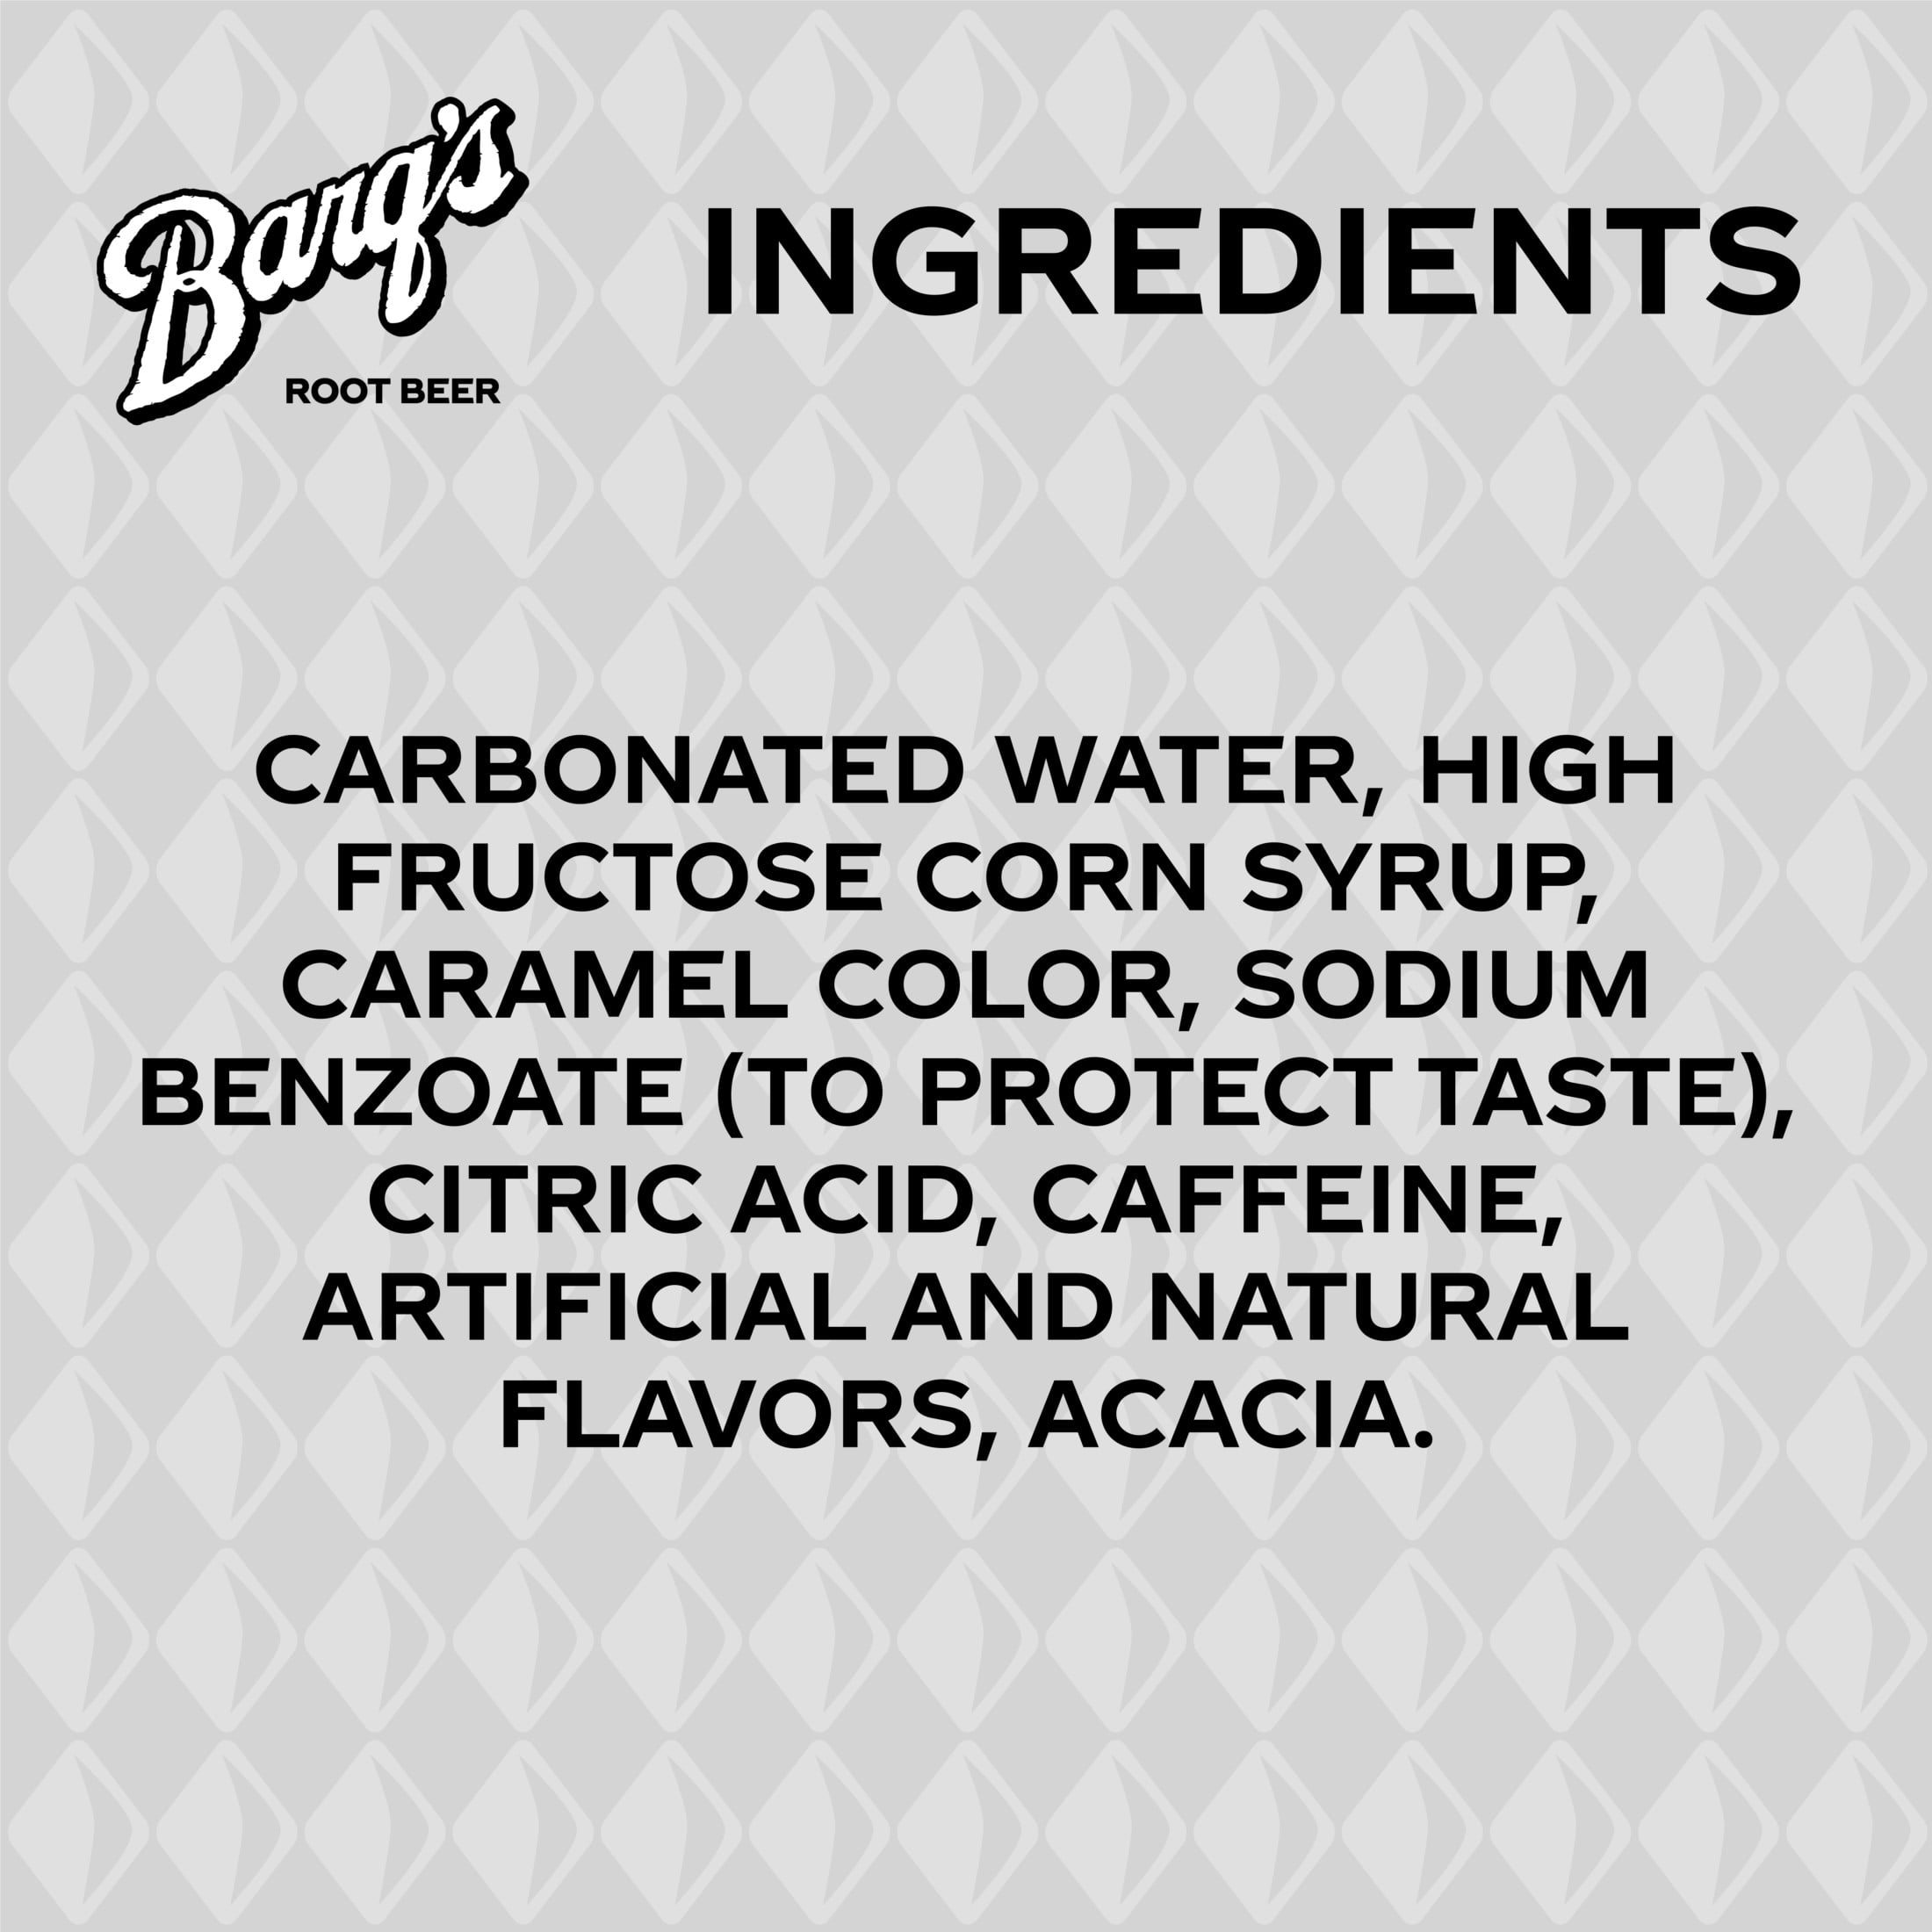 Barq's
ROOT BEER
INGREDIENTS
CARBONATED WATER, HIGH
FRUCTOSE CORN SYRUP,
CARAMEL COLOR, SODIUM
BENZOATE (TO PROTECT TASTE),
CITRIC ACID, CAFFEINE,
ARTIFICIAL AND NATURAL
FLAVORS, ACACIA.